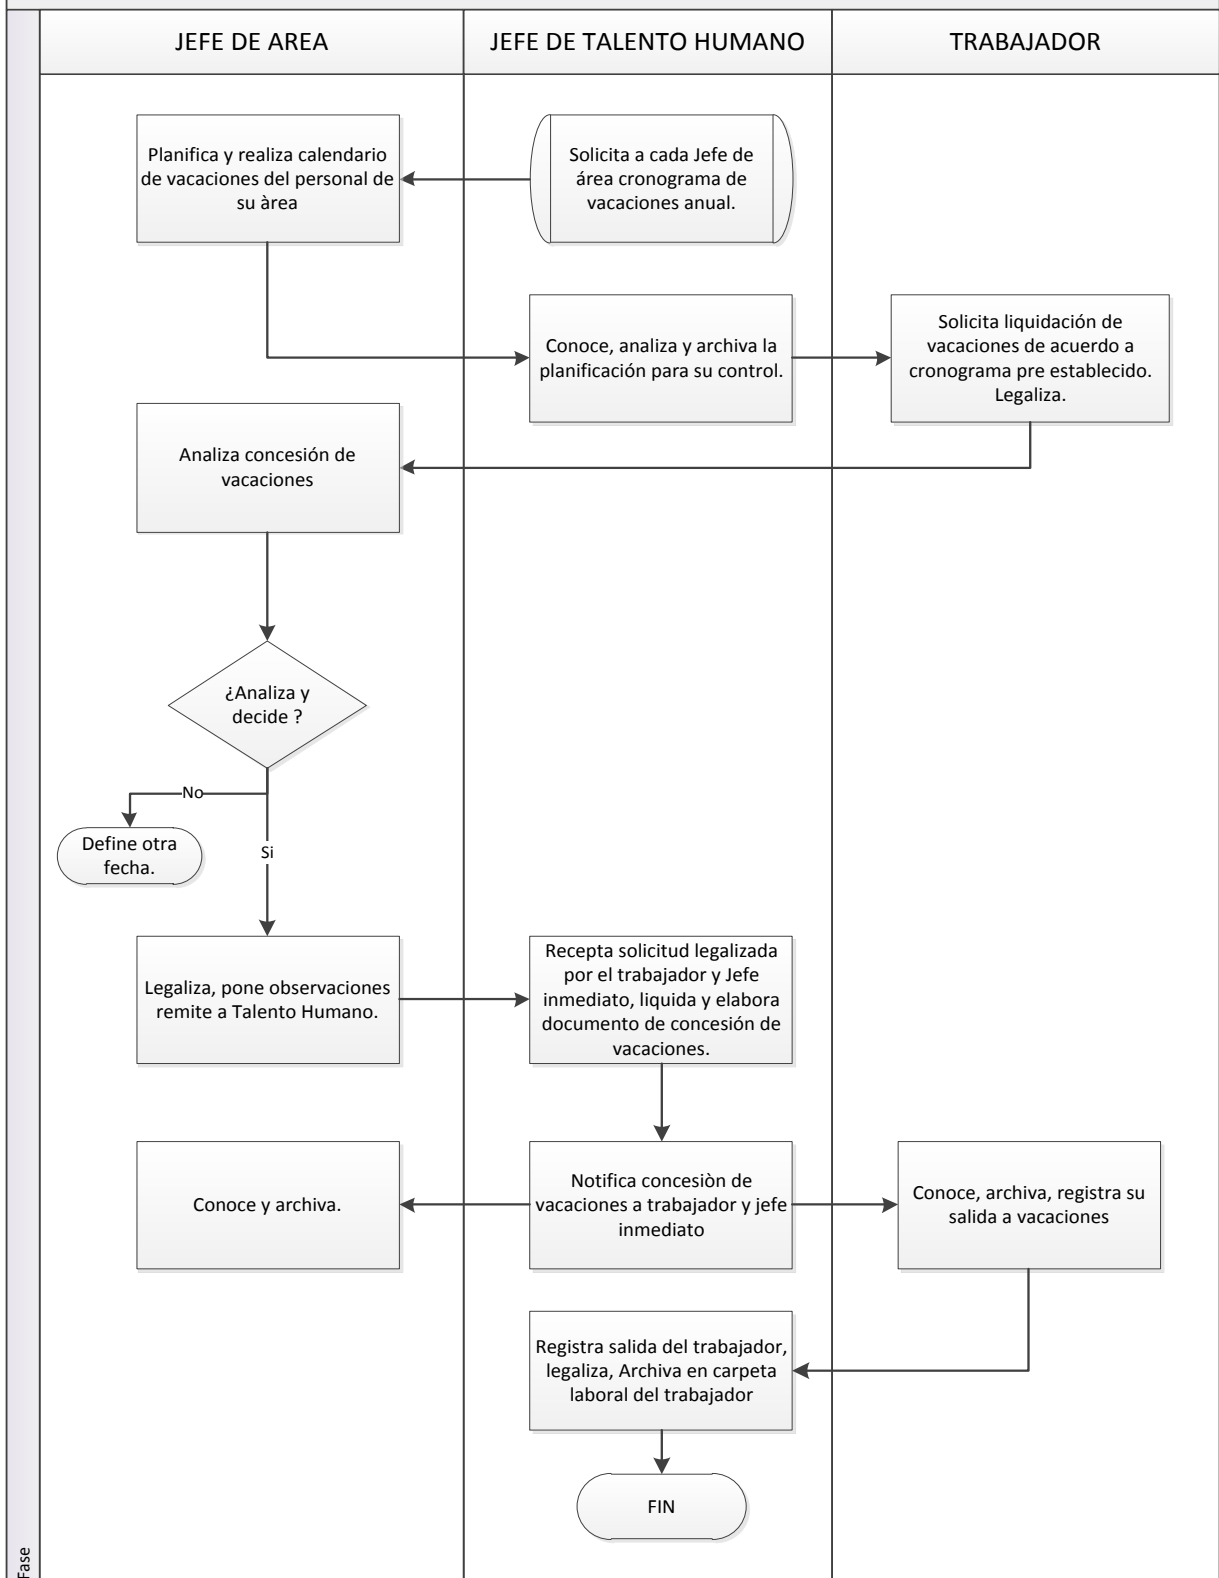 JEFE DE AREA
JEFE DE TALENTO HUMANO
TRABAJADOR
Planifica y realiza calendario
de vacaciones del personal de
su àrea
Solicita a cada Jefe de
área cronograma de
vacaciones anual.
Conoce, analiza y archiva la
planificación para su control.
Solicita liquidación de
vacaciones de acuerdo a
cronograma pre establecido.
Legaliza.
Analiza concesión de
vacaciones
¿Analiza y
decide ?
No
Define otra
fecha.
Si
Legaliza, pone observaciones
remite a Talento Humano.
Recepta solicitud legalizada
por el trabajador y Jefe
inmediato, liquida y elabora
documento de concesión de
vacaciones.
Conoce y archiva.
Notifica concesiòn de
vacaciones a trabajador y jefe
inmediato
Conoce, archiva, registra su
salida a vacaciones
Registra salida del trabajador,
legaliza, Archiva en carpeta
laboral del trabajador
FIN
Fase